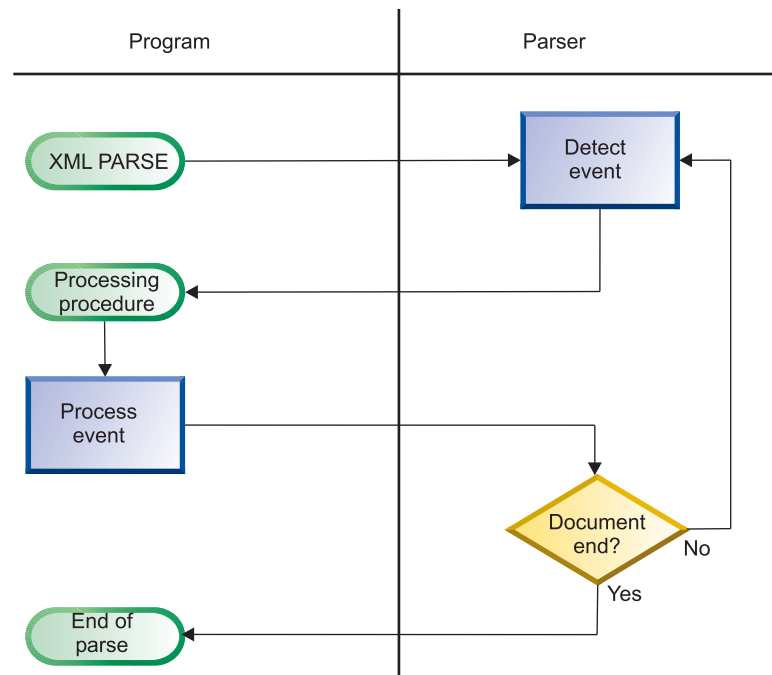 Program
Parser
XML PARSE
Detect
event
Processing
procedure
Process
event
Document
end?
No
Yes
End of
parse